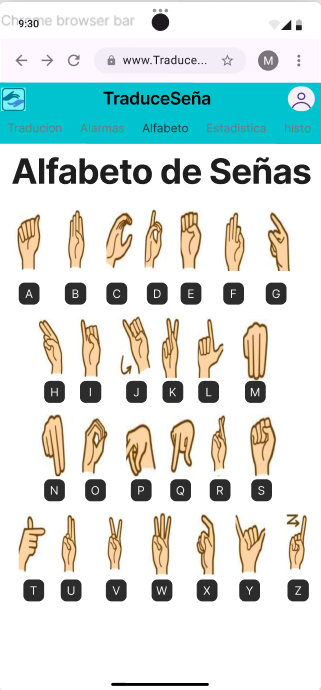 Chrome browser bar
9:30
www.Traduce...
M
TraduceSeña
Traducion Alarmas Alfabeto Estadistica histo
Alfabeto de Señas
A B C D E F G
H I J K L M
N O P Q R S
T U V W X Y Z